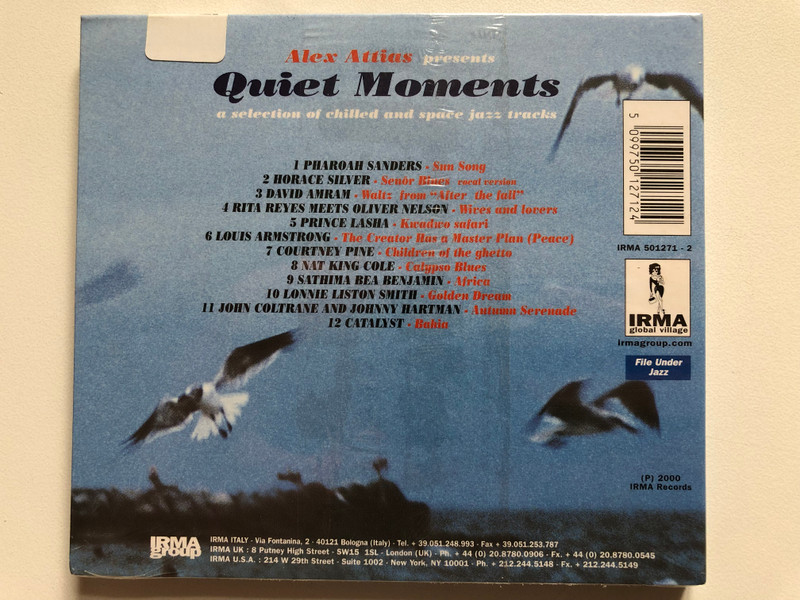 Alex Attias presents
Quiet Moments
a selection of chilled and space jazz tracks
1 PHAROAH SANDERS - Sun Song
2 HORACE SILVER - Senõr Blues vocal version
3 DAVID AMRAM - Waltz from "After the fall"
4 RITA REYES MEETS OLIVER NELSON - Wives and lovers
5 PRINCE LASHA - Kwadwo safari
6 LOUIS ARMSTRONG - The Creator Has a Master Plan (Peace)
7 COURTNEY PINE - Children of the ghetto
8 NAT KING COLE - Calypso Blues
9 SATHIMA BEA BENJAMIN - Africa
10 LONNIE LISTON SMITH - Golden Dream
11 JOHN COLTRANE AND JOHNNY HARTMAN - Autumn Serenade
12 CATALYST - Bahia
5 099750 127124
IRMA 501271 - 2
IRMA
global village
irmagroup.com
File Under
Jazz
(P) 2000
IRMA Records
IRMA
group
IRMA ITALY - Via Fontanina, 2 - 40121 Bologna (Italy) - Tel. + 39.051.248.993 - Fax + 39.051.253.787
IRMA UK : 8 Putney High Street - SW15 1SL - London (UK) - Ph. + 44 (0) 20.8780.0906 - Fx. + 44 (0) 20.8780.0545
IRMA U.S.A. : 214 W 29th Street - Suite 1002 - New York, NY 10001 - Ph. + 212.244.5148 - Fx. + 212.244.5149